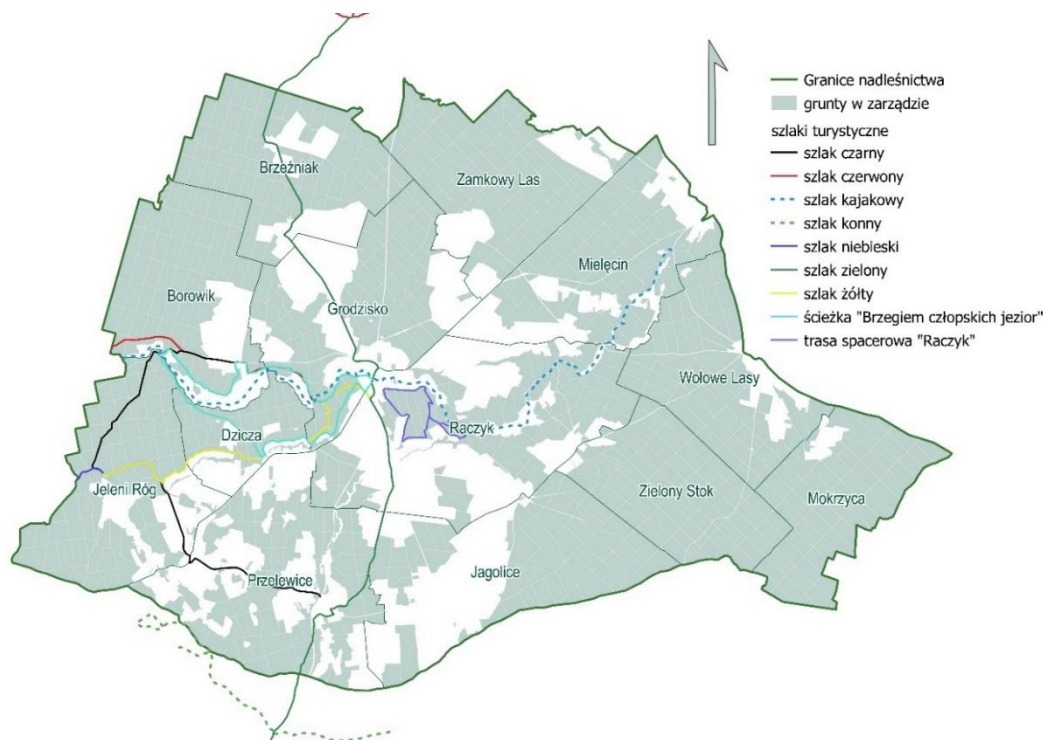 Granice nadleśnictwa
grunty w zarządzie
szlaki turystyczne
szlak czarny
szlak czerwony
szlak kajakowy
szlak konny
szlak niebieski
szlak zielony
szlak żółty
ścieżka "Brzegiem człopskich jezior"
trasa spacerowa "Raczyk"
Brzeźniak
Zamkowy Las
Mielęcin
Borowik
Grodzisko
Wołowe Lasy
Raczyk
Dzicza
Jeleni Róg
Zielony Stok
Mokrzyca
Jagolice
Przelewice